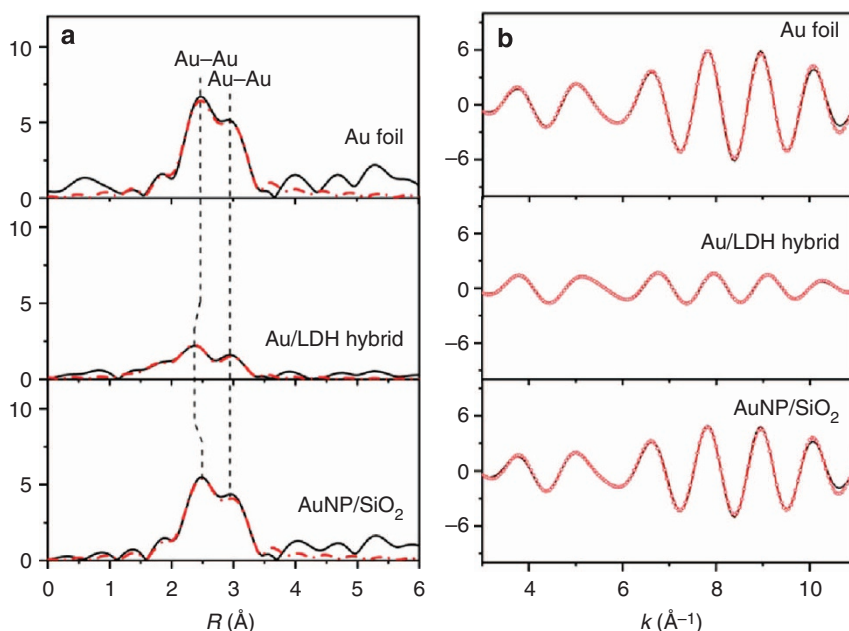 a
Au–Au
Au–Au
Au foil
Au/LDH hybrid
AuNP/SiO₂
10
5
0
10
5
0
10
5
0
0 1 2 3 4 5 6
R (Å)
b
Au foil
Au/LDH hybrid
AuNP/SiO₂
6
0
−6
6
0
−6
6
0
−6
4 6 8 10
k (Å⁻¹)